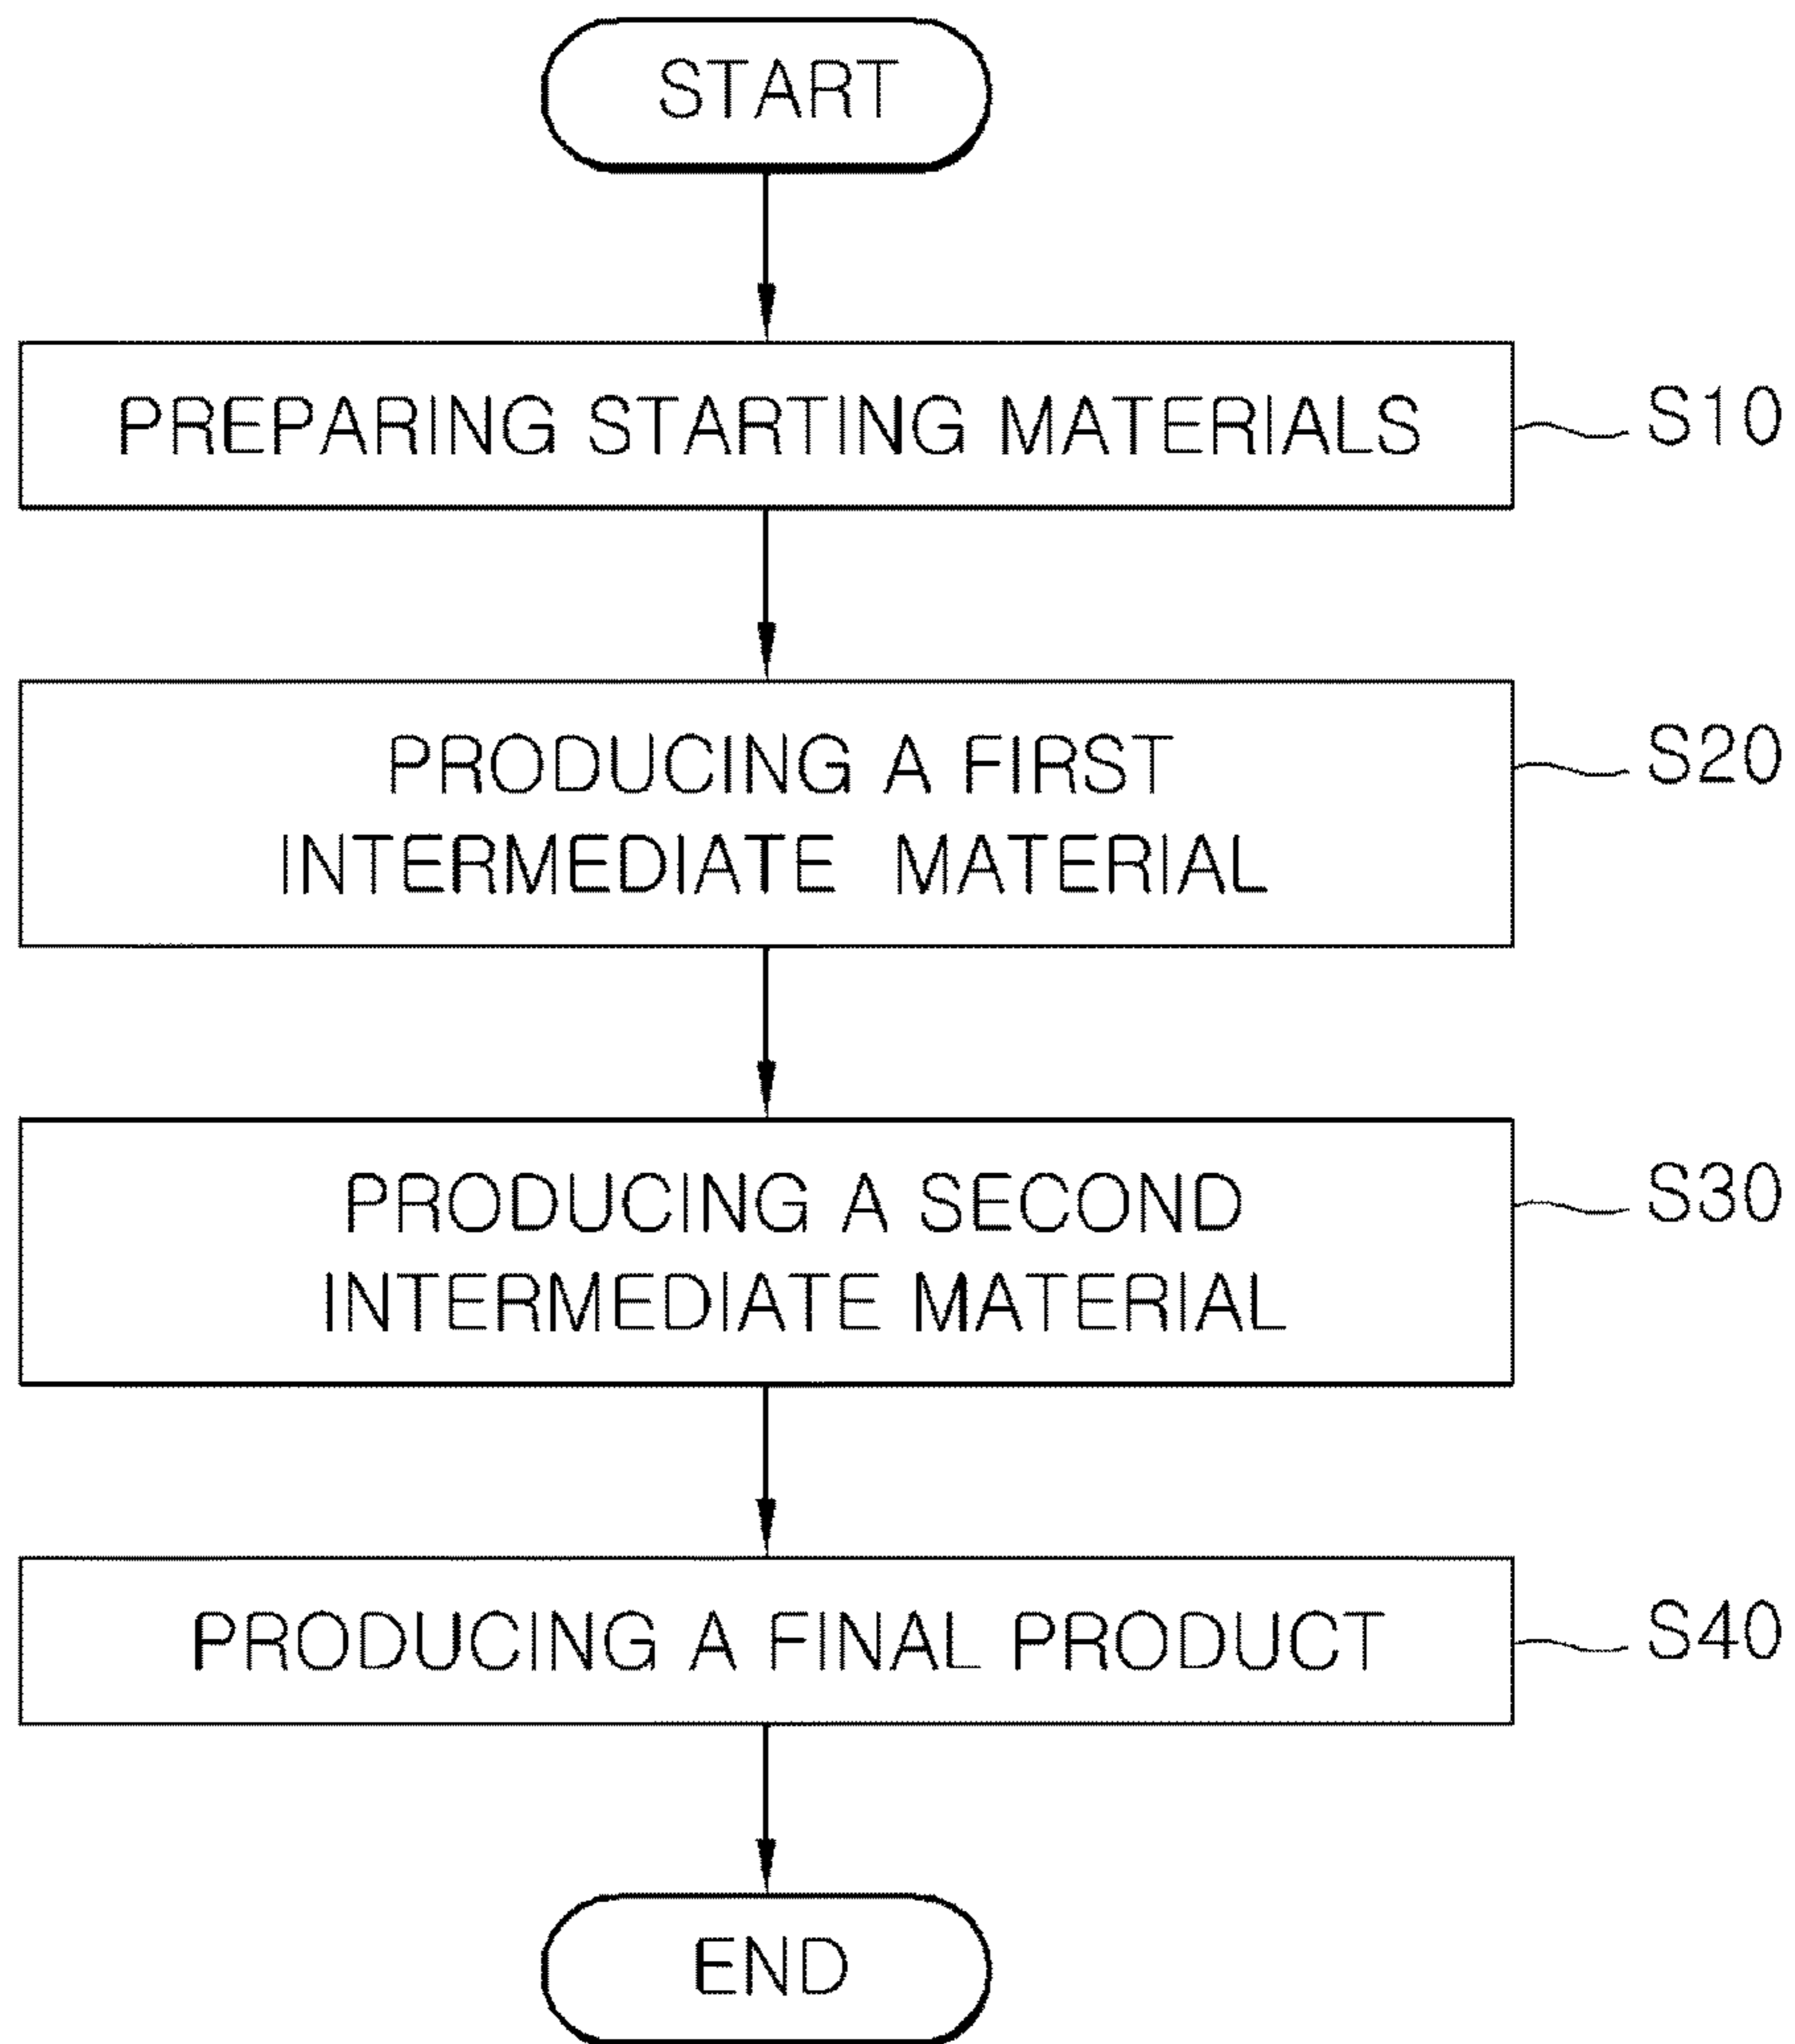 START
PREPARING STARTING MATERIALS
S10
PRODUCING A FIRST
INTERMEDIATE MATERIAL
S20
PRODUCING A SECOND
INTERMEDIATE MATERIAL
S30
PRODUCING A FINAL PRODUCT
S40
END